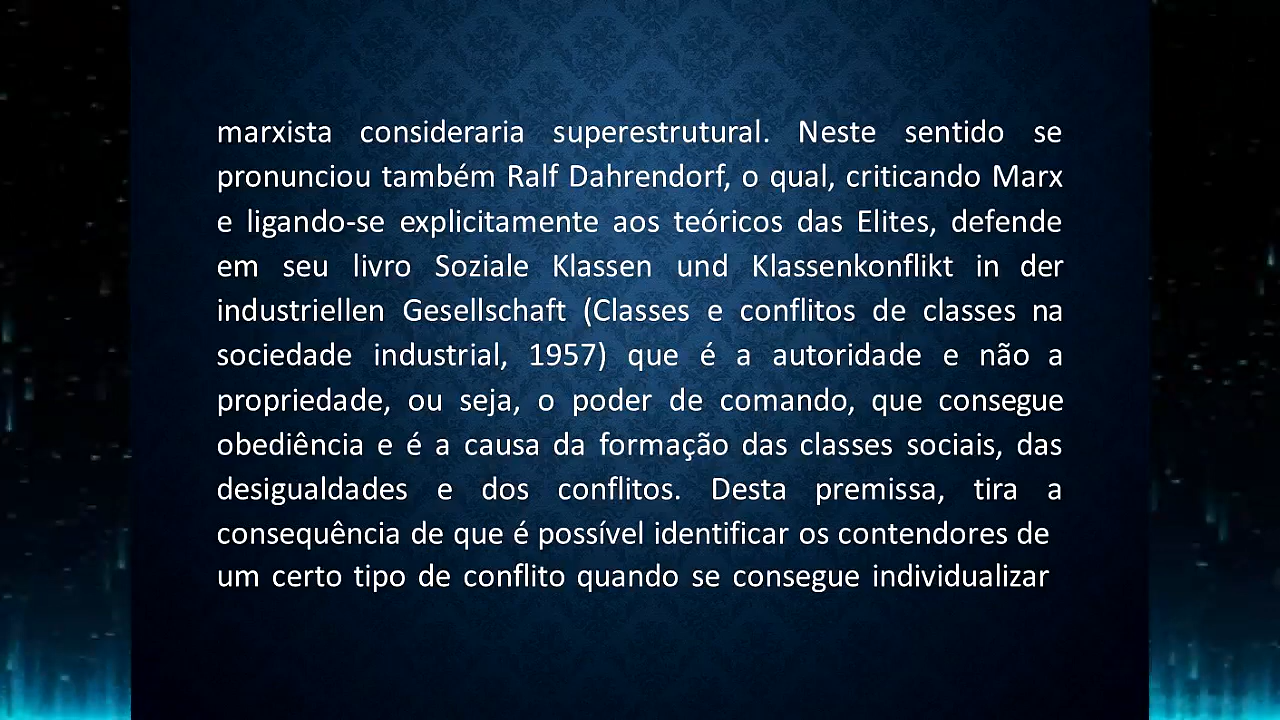 marxista consideraria superestrutural. Neste sentido se
pronunciou também Ralf Dahrendorf, o qual, criticando Marx
e ligando-se explicitamente aos teóricos das Elites, defende
em seu livro Soziale Klassen und Klassenkonflikt in der
industriellen Gesellschaft (Classes e conflitos de classes na
sociedade industrial, 1957) que é a autoridade e não a
propriedade, ou seja, o poder de comando, que consegue
obediência e é a causa da formação das classes sociais, das
desigualdades e dos conflitos. Desta premissa, tira a
consequência de que é possível identificar os contendores de
um certo tipo de conflito quando se consegue individualizar